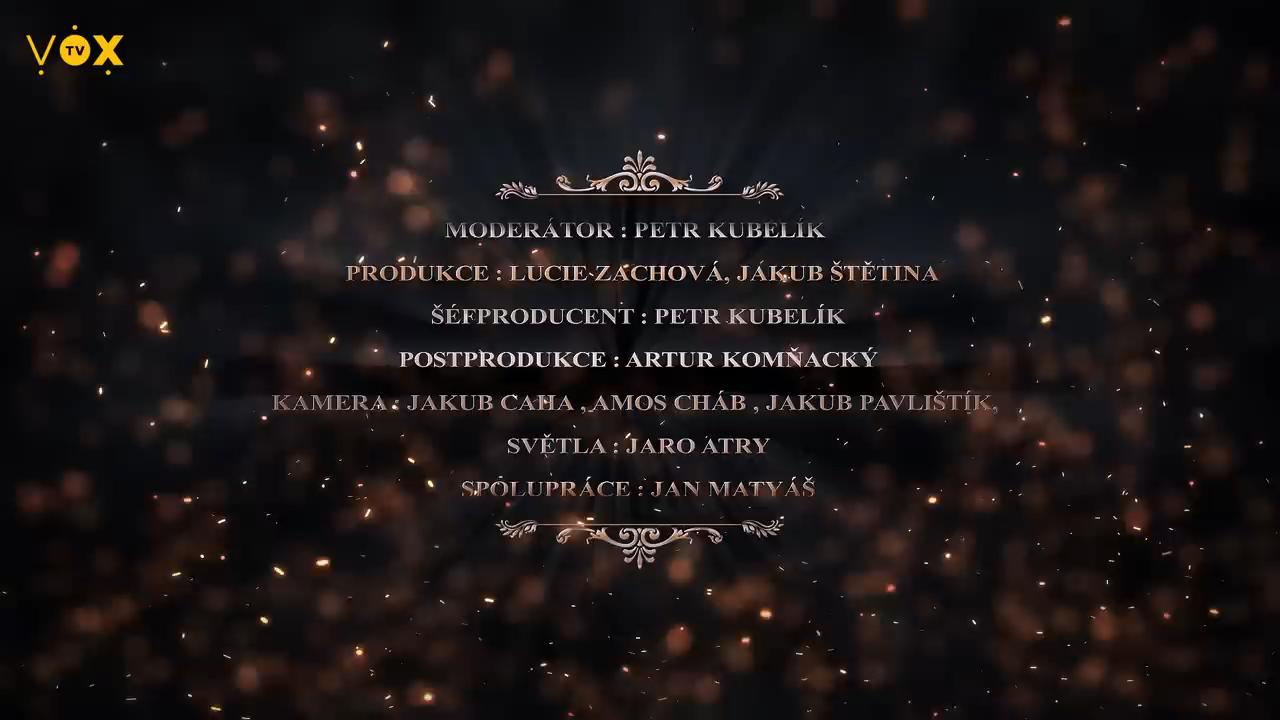 VOX TV
MODERÁTOR : PETR KUBELÍK
PRODUKCE : LUCIE ZACHOVÁ, JAKUB ŠTĚTINA
ŠÉFPRODUCENT : PETR KUBELÍK
POSTPRODUKCE : ARTUR KOMŇACKÝ
KAMERA : JAKUB CAHA , AMOS CHÁB , JAKUB PAVLIŠTÍK,
SVĚTLA : JARO ATRY
SPOLUPRÁCE : JAN MATYÁŠ